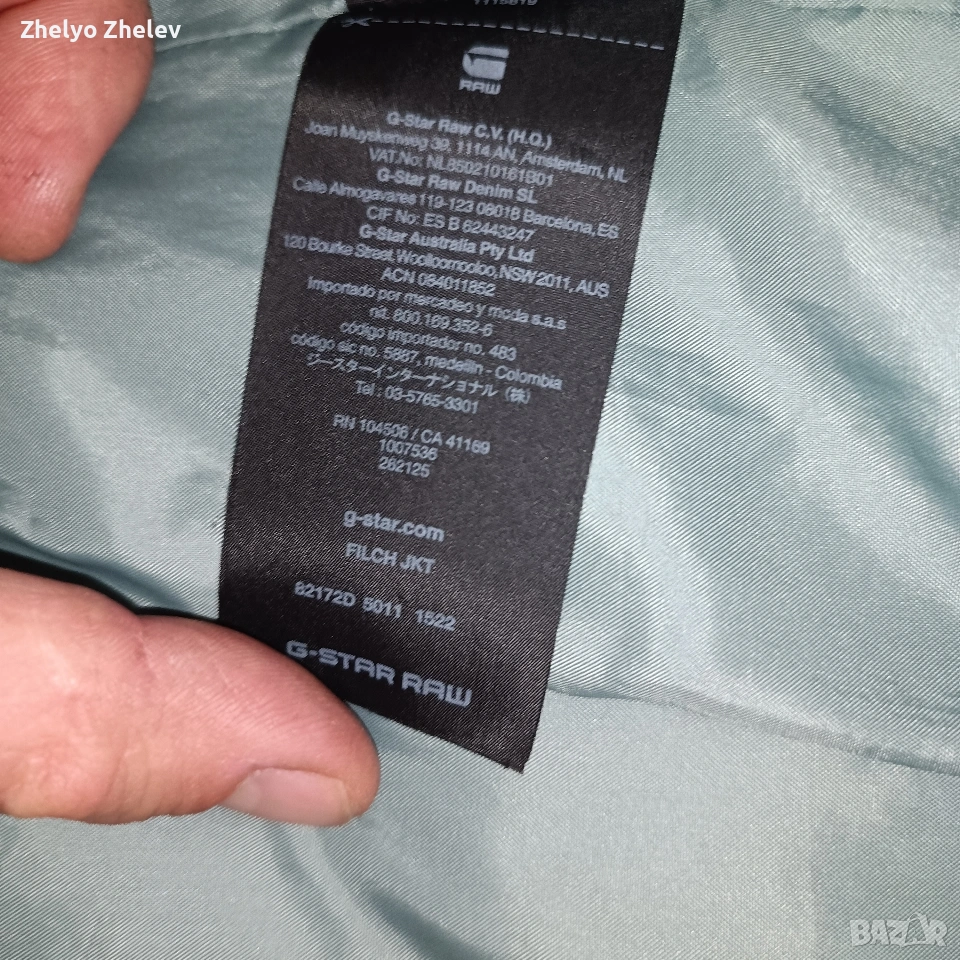 Zhelyo Zhelev
RAW
G-Star Raw C.V. (H.Q.)
Joan Muyskenweg 39, 1114 AN, Amsterdam, NL
VAT.No: NL850210161B01
G-Star Raw Denim SL
Calle Almogavares 119-123 08018 Barcelona, ES
CIF No: ES B 62443247
G-Star Australia Pty Ltd
120 Bourke Street, Woolloomooloo, NSW 2011, AUS
ACN 084011852
Importado por mercadeo y moda s.a.s
nit. 800.169.352-6
código importador no. 483
código sic no. 5887, medellin - Colombia
ジースターインターナショナル（株）
Tel : 03-5765-3301
RN 104506 / CA 41169
1007536
262125
g-star.com
FILCH JKT.
82172D 5011 1522
G-STAR RAW
BAZAR